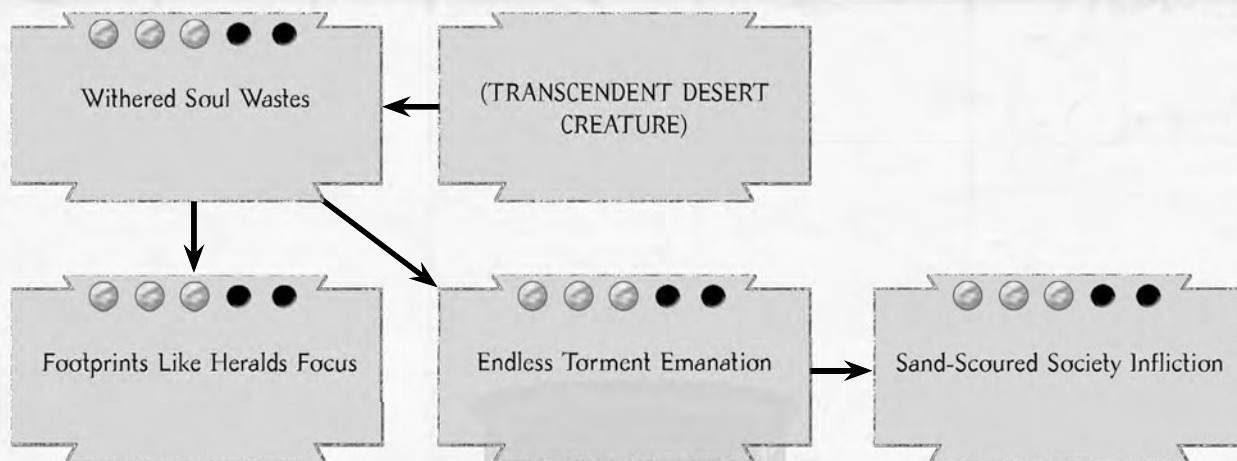 Withered Soul Wastes
(TRANSCENDENT DESERT
CREATURE)
Footprints Like Heralds Focus
Endless Torment Emanation
Sand-Scoured Society Infliction